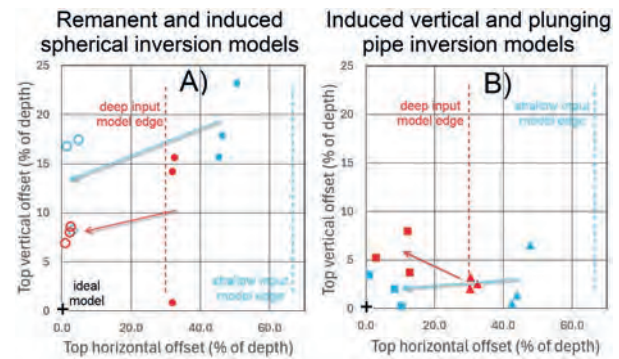 Remanent and induced
spherical inversion models
Induced vertical and plunging
pipe inversion models
A)
25
20
15
10
5
0
Top vertical offset (% of depth)
deep input
model edge
ideal
model
shallow input
model edge
0.0
20.0
40.0
60.0
Top horizontal offset (% of depth)
B)
25
20
15
10
5
0
Top vertical offset (% of depth)
deep input
model edge
shallow input
model edge
0.0
20.0
40.0
60.0
Top horizontal offset (% of depth)